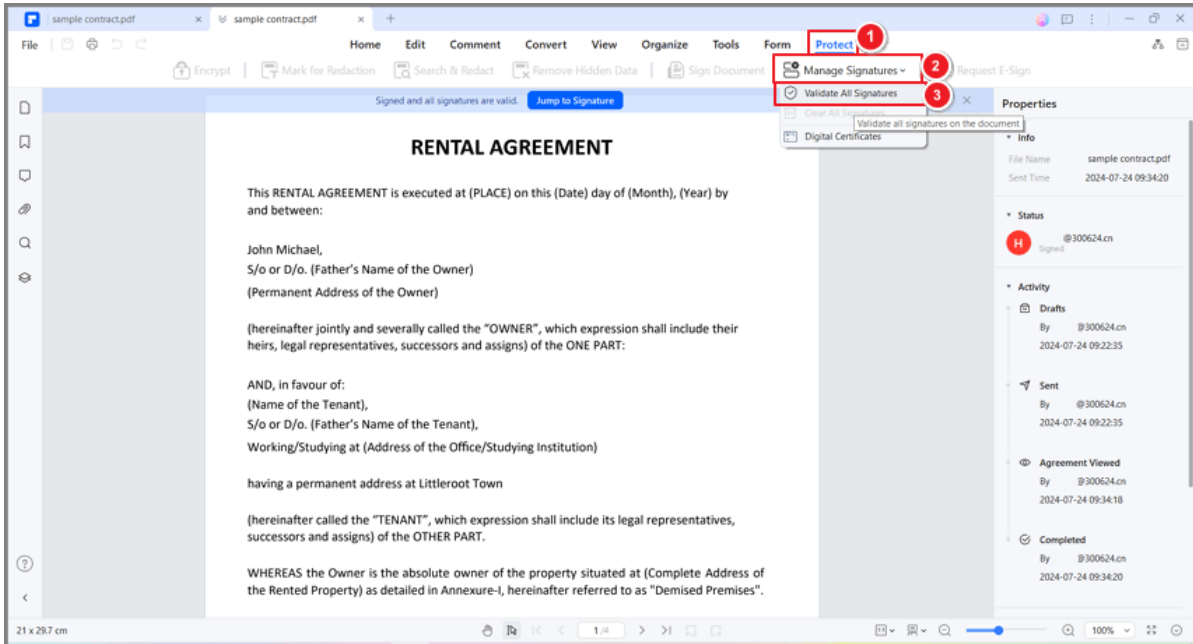 sample contract.pdf
sample contract.pdf
File
Home Edit Comment Convert View Organize Tools Form Protect
1
Encrypt Mark for Redaction Search & Redact Remove Hidden Data Sign Document Manage Signatures 2 Request E-Sign
Signed and all signatures are valid. Jump to Signature
Validate All Signatures 3
Clear All Signatures
Validate all signatures on the document
Digital Certificates
RENTAL AGREEMENT
This RENTAL AGREEMENT is executed at (PLACE) on this (Date) day of (Month), (Year) by
and between:
John Michael,
S/o or D/o. (Father's Name of the Owner)
(Permanent Address of the Owner)
(hereinafter jointly and severally called the “OWNER”, which expression shall include their
heirs, legal representatives, successors and assigns) of the ONE PART:
AND, in favour of:
(Name of the Tenant),
S/o or D/o. (Father's Name of the Tenant),
Working/Studying at (Address of the Office/Studying Institution)
having a permanent address at Littleroot Town
(hereinafter called the “TENANT”, which expression shall include its legal representatives,
successors and assigns) of the OTHER PART.
WHEREAS the Owner is the absolute owner of the property situated at (Complete Address of
the Rented Property) as detailed in Annexure-I, hereinafter referred to as "Demised Premises".
Properties
Info
File Name sample contract.pdf
Sent Time 2024-07-24 09:34:20
Status
H @300624.cn
Signed
Activity
Drafts
By @300624.cn
2024-07-24 09:22:35
Sent
By @300624.cn
2024-07-24 09:22:35
Agreement Viewed
By @300624.cn
2024-07-24 09:34:18
Completed
By @300624.cn
2024-07-24 09:34:20
21 x 29.7 cm
1/4
100%